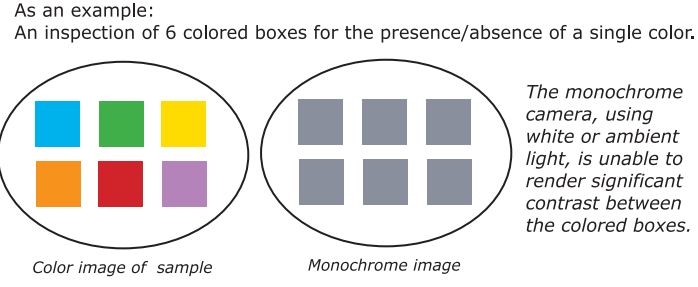 As an example:
An inspection of 6 colored boxes for the presence/absence of a single color.
The monochrome
camera, using
white or ambient
light, is unable to
render significant
contrast between
the colored boxes.
Color image of sample
Monochrome image